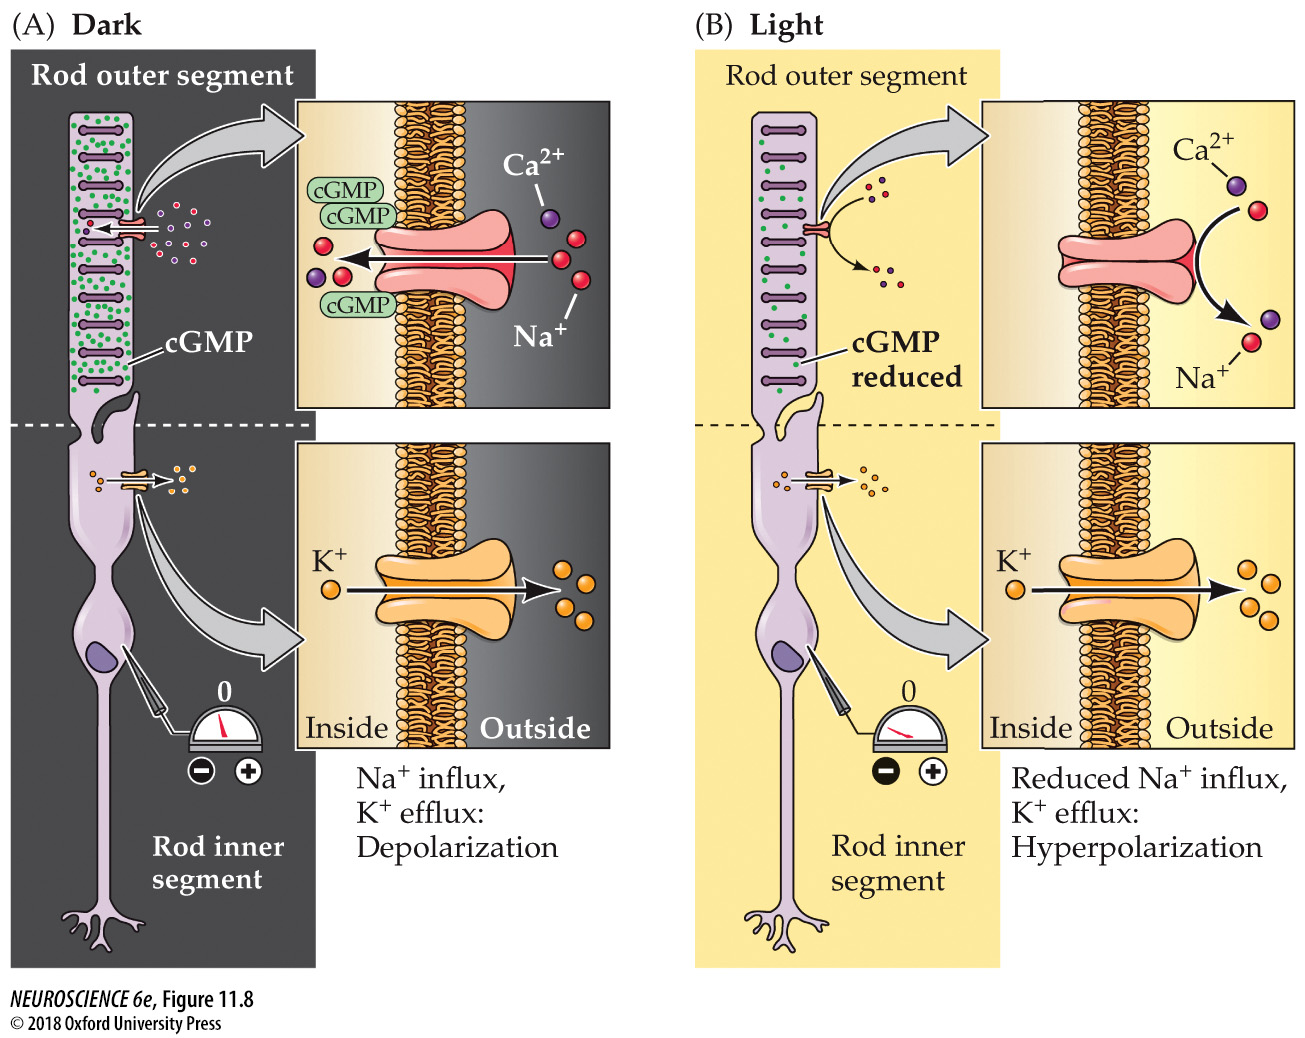 (A) Dark
Rod outer segment
Ca2+
cGMP
cGMP
cGMP
Na+
cGMP
K+
0
Inside
Outside
−
+
Na+ influx,
K+ efflux:
Depolarization
Rod inner
segment
(B) Light
Rod outer segment
Ca2+
cGMP
reduced
Na+
K+
0
Inside
Outside
−
+
Reduced Na+ influx,
K+ efflux:
Hyperpolarization
Rod inner
segment
NEUROSCIENCE 6e, Figure 11.8
© 2018 Oxford University Press